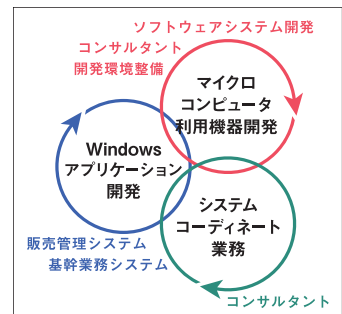 ソフトウェアシステム開発
コンサルタント
開発環境整備
マイクロ
コンピュータ
利用機器開発
Windows
アプリケーション
開発
システム
コーディネート
業務
販売管理システム
基幹業務システム
コンサルタント